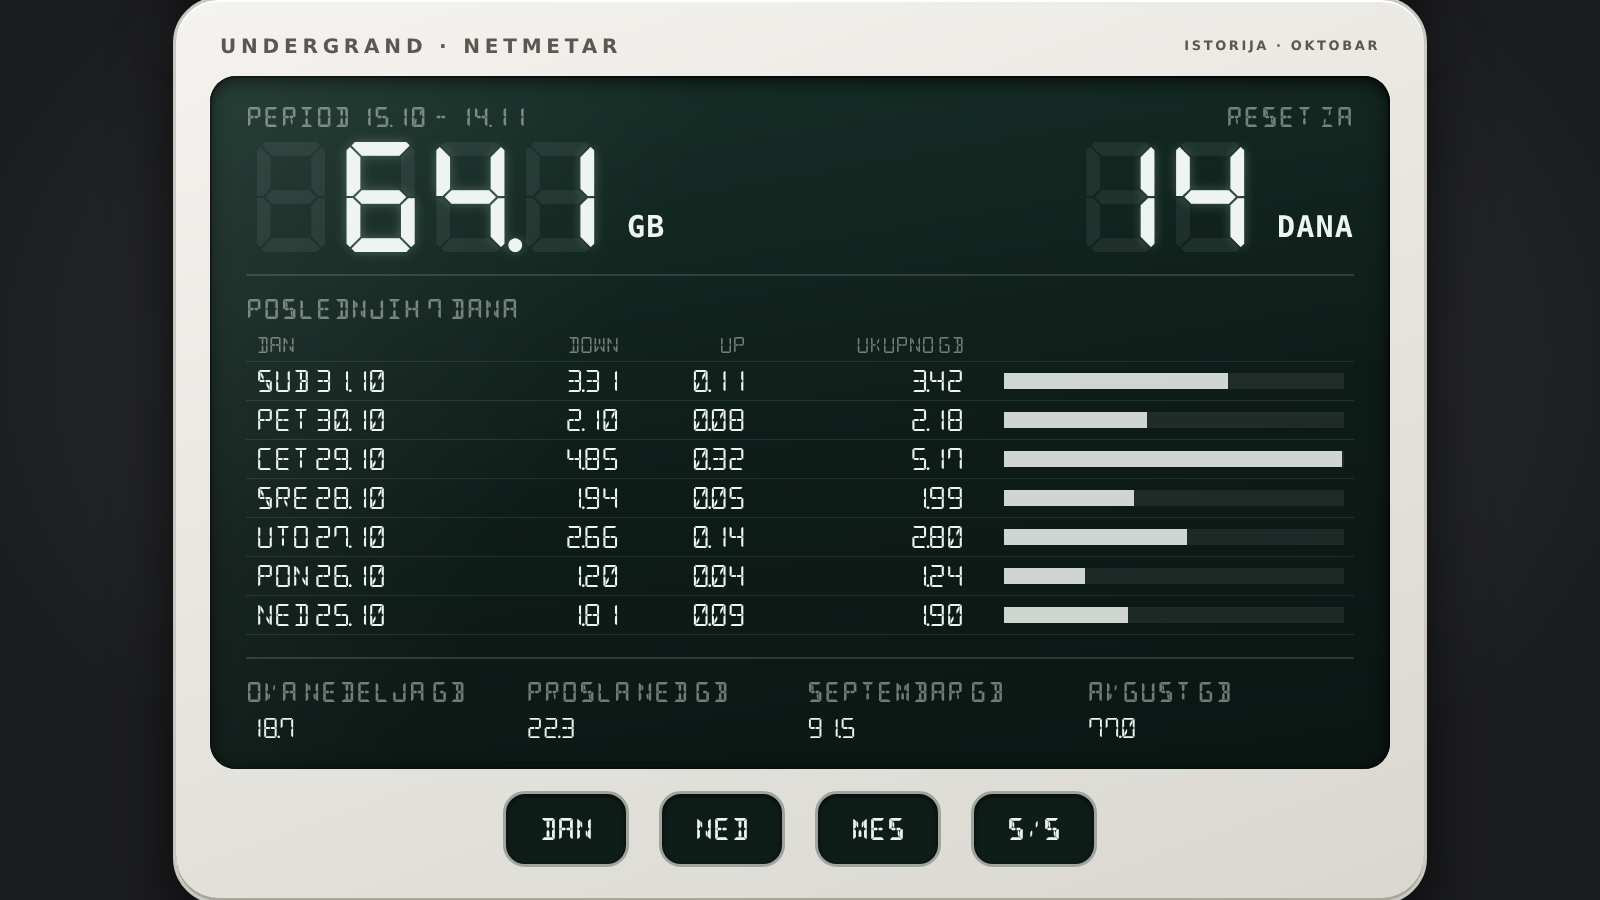 UNDERGRAND · NETMETAR
ISTORIJA · OKTOBAR
PERIOD 15.10 - 14.11
RESET ZA
64.1 GB
14 DANA
POSLEDNJIH 7 DANA
DAN DOWN UP UKUPNO GB
SUB 31.10 3.31 0.11 3.42
PET 30.10 2.10 0.08 2.18
CET 29.10 4.85 0.32 5.17
SRE 28.10 1.94 0.05 1.99
UTO 27.10 2.66 0.14 2.80
PON 26.10 1.20 0.04 1.24
NED 25.10 1.81 0.09 1.90
OVA NEDELJA GB PROSLA NED GB SEPTEMBAR GB AVGUST GB
18.7 22.3 91.5 77.0
DAN NED MES S/S